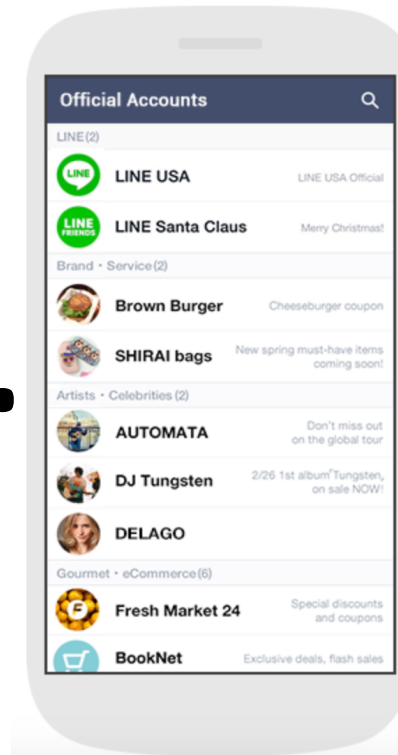 Official Accounts
LINE(2)
LINE
LINE USA
LINE USA Official
LINE
FRIENDS
LINE Santa Claus
Merry Christmas!
Brand・Service(2)
Brown Burger
Cheeseburger coupon
SHIRAI bags
New spring must-have items
coming soon!
Artists・Celebrities (2)
AUTOMATA
Don't miss out
on the global tour
DJ Tungsten
2/26 1st album"Tungsten,
on sale NOW!
DELAGO
Gourmet・eCommerce(6)
F
Fresh Market 24
Special discounts
and coupons
BookNet
Exclusive deals, flash sales